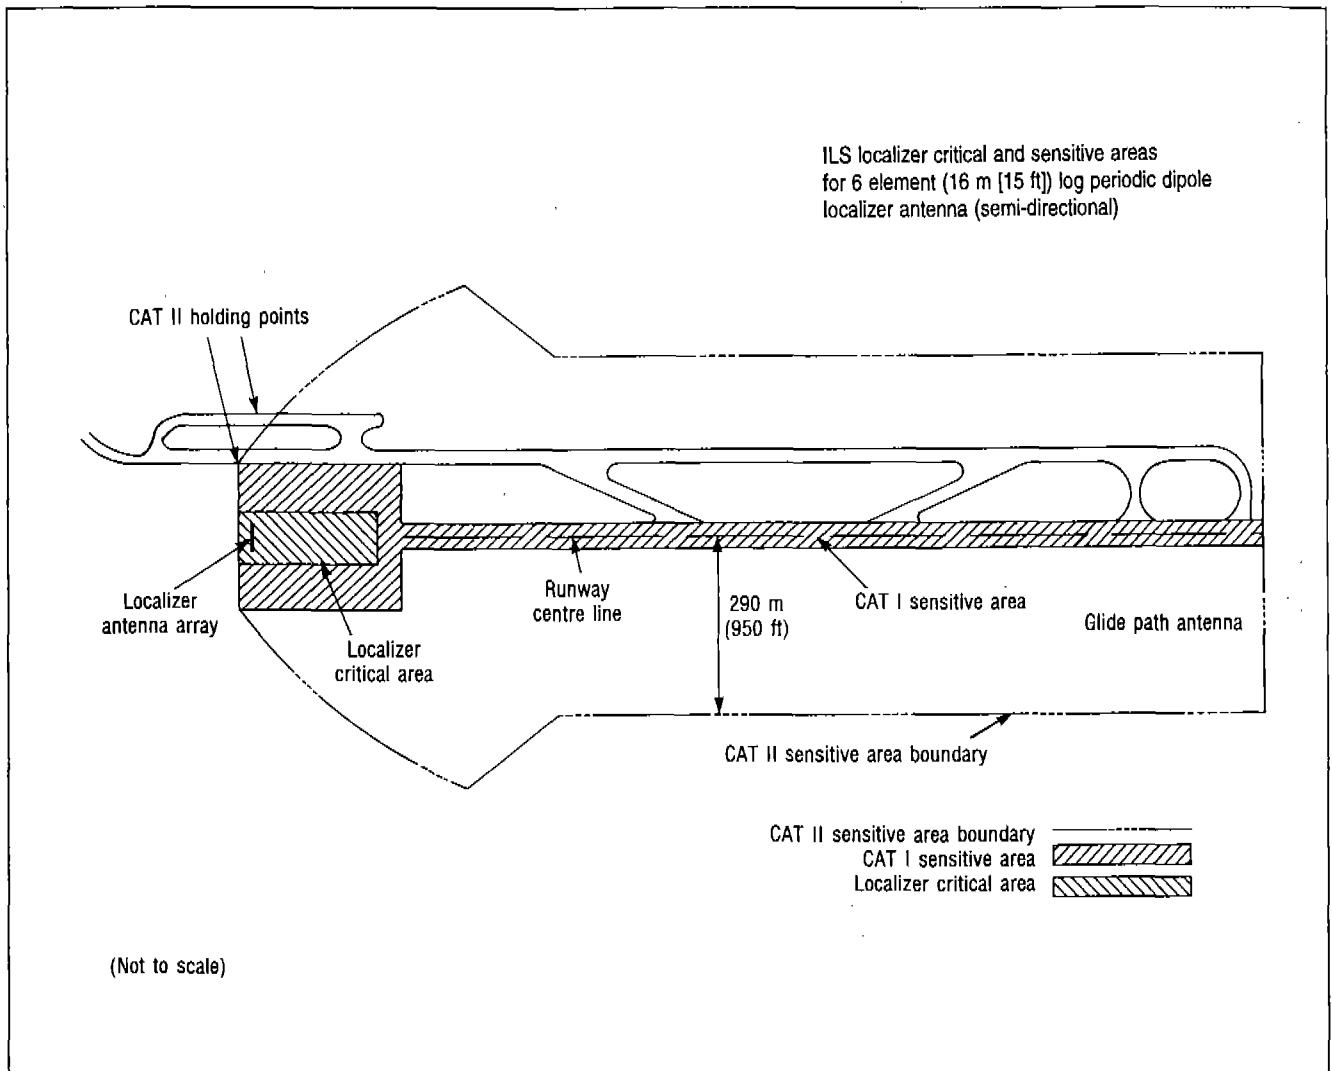 ILS localizer critical and sensitive areas
for 6 element (16 m [15 ft]) log periodic dipole
localizer antenna (semi-directional)
CAT II holding points
Localizer
antenna array
Localizer
critical area
Runway
centre line
290 m
(950 ft)
CAT I sensitive area
Glide path antenna
CAT II sensitive area boundary
CAT II sensitive area boundary
CAT I sensitive area
Localizer critical area
(Not to scale)